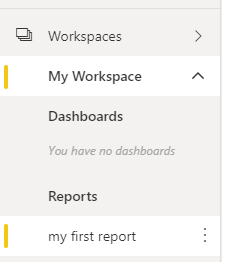 Workspaces
My Workspace
Dashboards
You have no dashboards
Reports
my first report